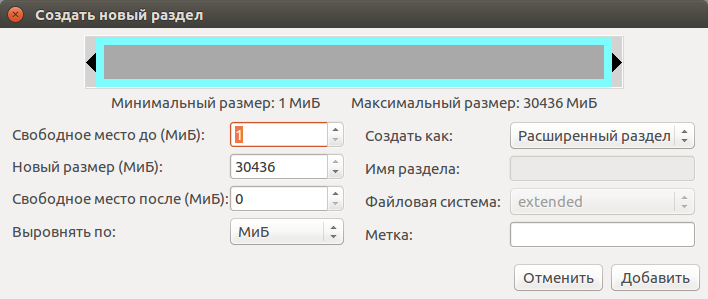 Создать новый раздел
Минимальный размер: 1 МиБ Максимальный размер: 30436 МиБ
Свободное место до (МиБ): 1 Создать как: Расширенный раздел
Новый размер (МиБ): 30436 Имя раздела:
Свободное место после (МиБ): 0 Файловая система: extended
Выровнять по: МиБ Метка:
Отменить Добавить